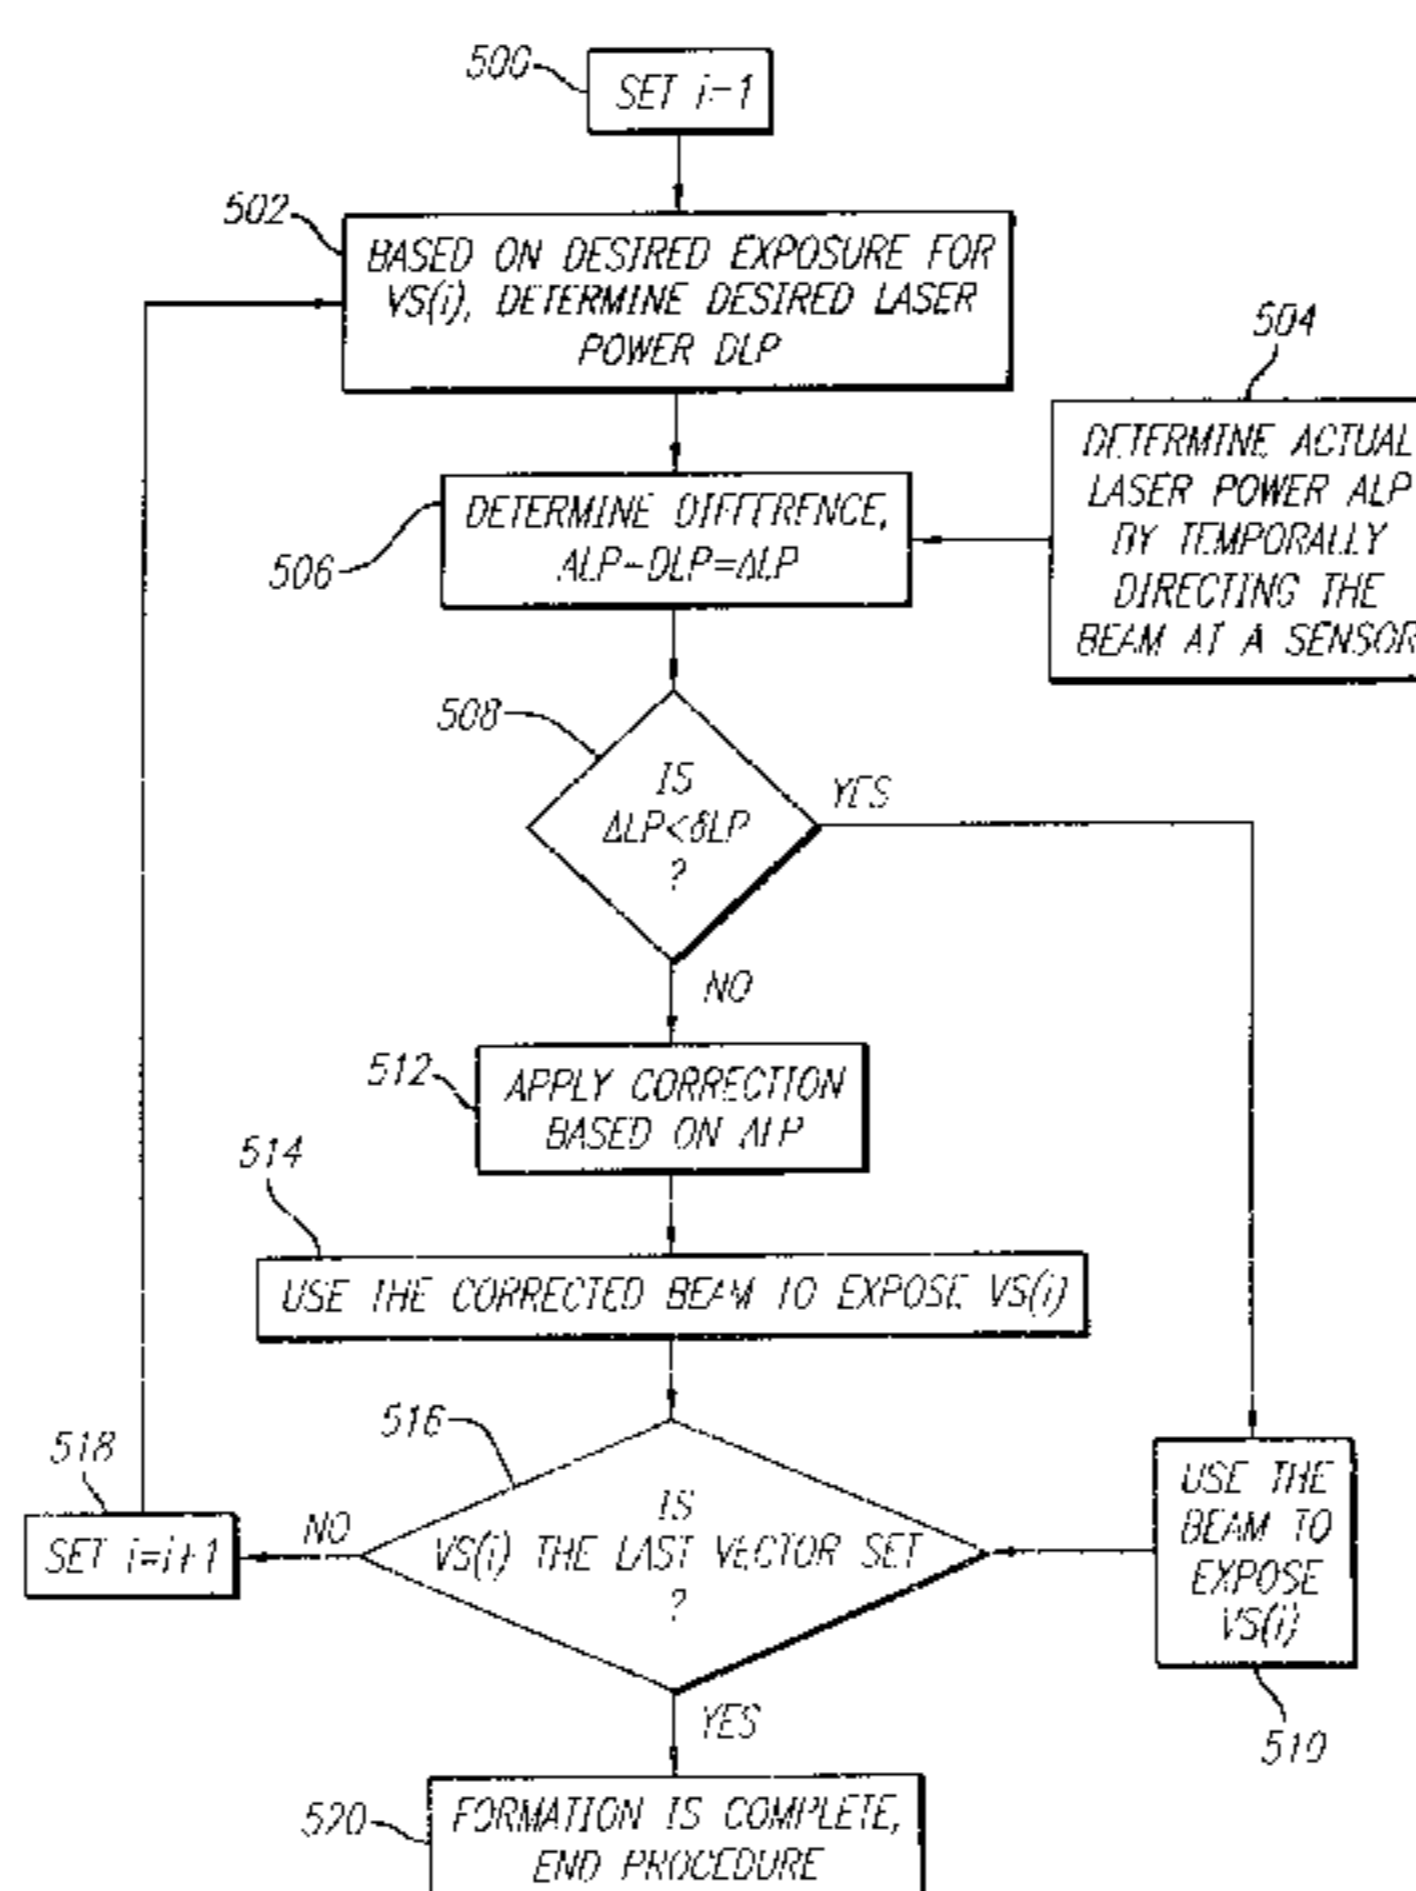 500
SET i=1
502
BASED ON DESIRED EXPOSURE FOR
VS(i), DETERMINE DESIRED LASER
POWER DLP
504
DETERMINE ACTUAL
LASER POWER ALP
BY TEMPORALLY
DIRECTING THE
BEAM AT A SENSOR
506
DETERMINE DIFFERENCE,
ALP-DLP=ΔLP
508
IS
ΔLP<δLP
?
YES
NO
512
APPLY CORRECTION
BASED ON ΔLP
514
USE THE CORRECTED BEAM TO EXPOSE VS(i)
516
IS
VS(i) THE LAST VECTOR SET
?
NO
518
SET i=i+1
USE THE
BEAM TO
EXPOSE
VS(i)
510
YES
520
FORMATION IS COMPLETE,
END PROCEDURE